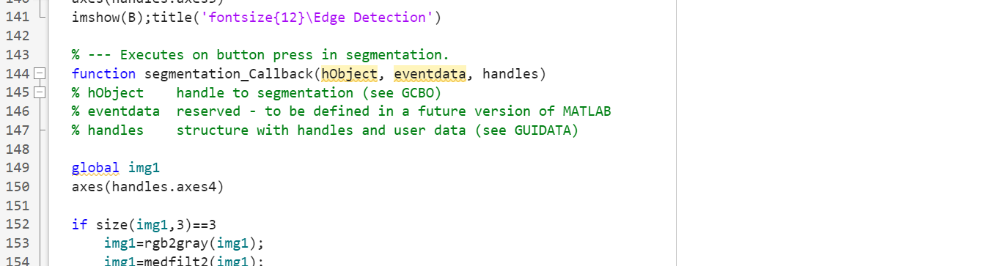 140 axes(handles.axes3)
141 imshow(B);title('fontsize{12}\Edge Detection')
142
143 % --- Executes on button press in segmentation.
144 function segmentation_Callback(hObject, eventdata, handles)
145 % hObject    handle to segmentation (see GCBO)
146 % eventdata  reserved - to be defined in a future version of MATLAB
147 % handles    structure with handles and user data (see GUIDATA)
148
149 global img1
150 axes(handles.axes4)
151
152 if size(img1,3)==3
153     img1=rgb2gray(img1);
154     img1=medfilt2(img1);